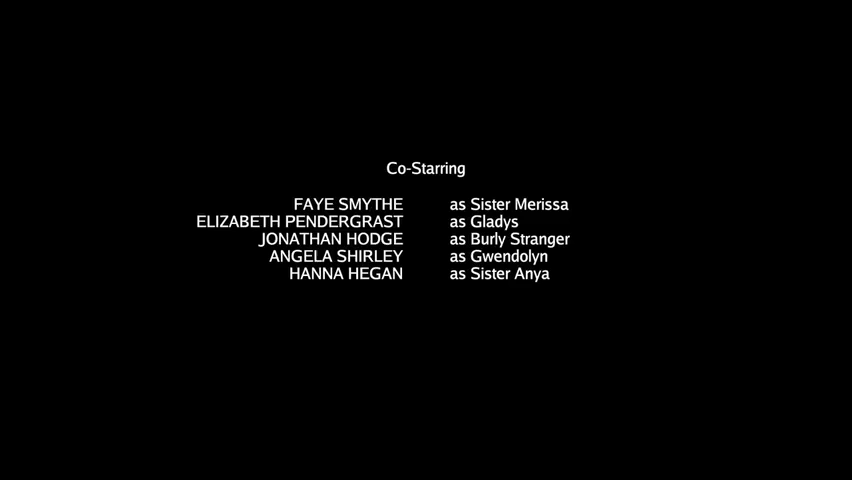 Co-Starring
FAYE SMYTHE as Sister Merissa
ELIZABETH PENDERGRAST as Gladys
JONATHAN HODGE as Burly Stranger
ANGELA SHIRLEY as Gwendolyn
HANNA HEGAN as Sister Anya